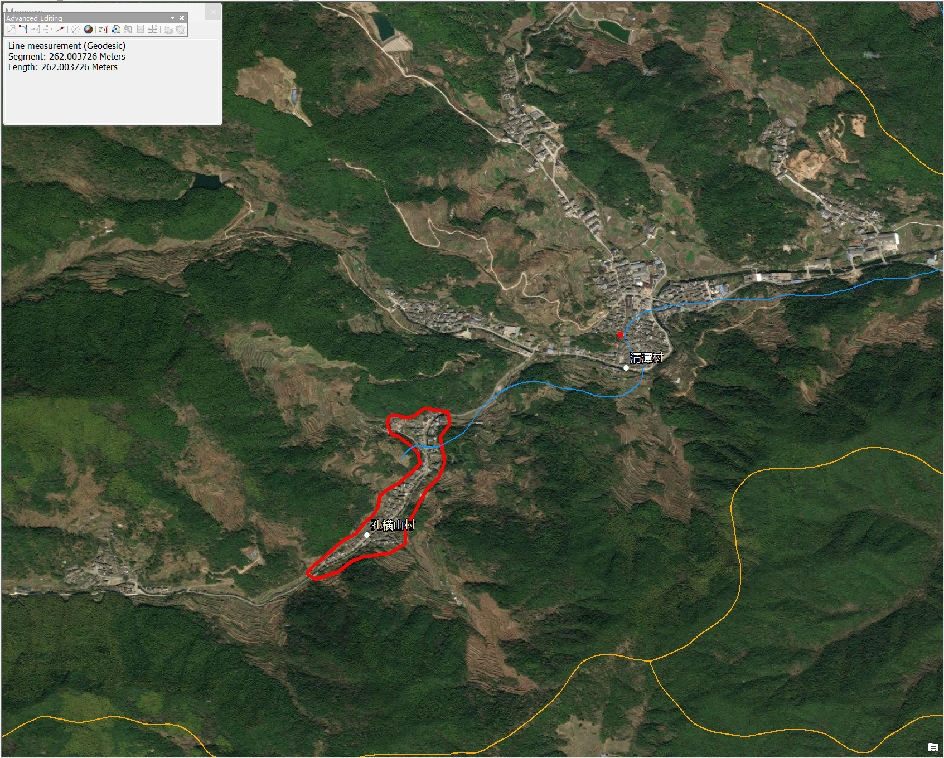 Advanced Editing
Line measurement (Geodesic)
Segment: 262.003726 Meters
Length: 262.003726 Meters
横山村